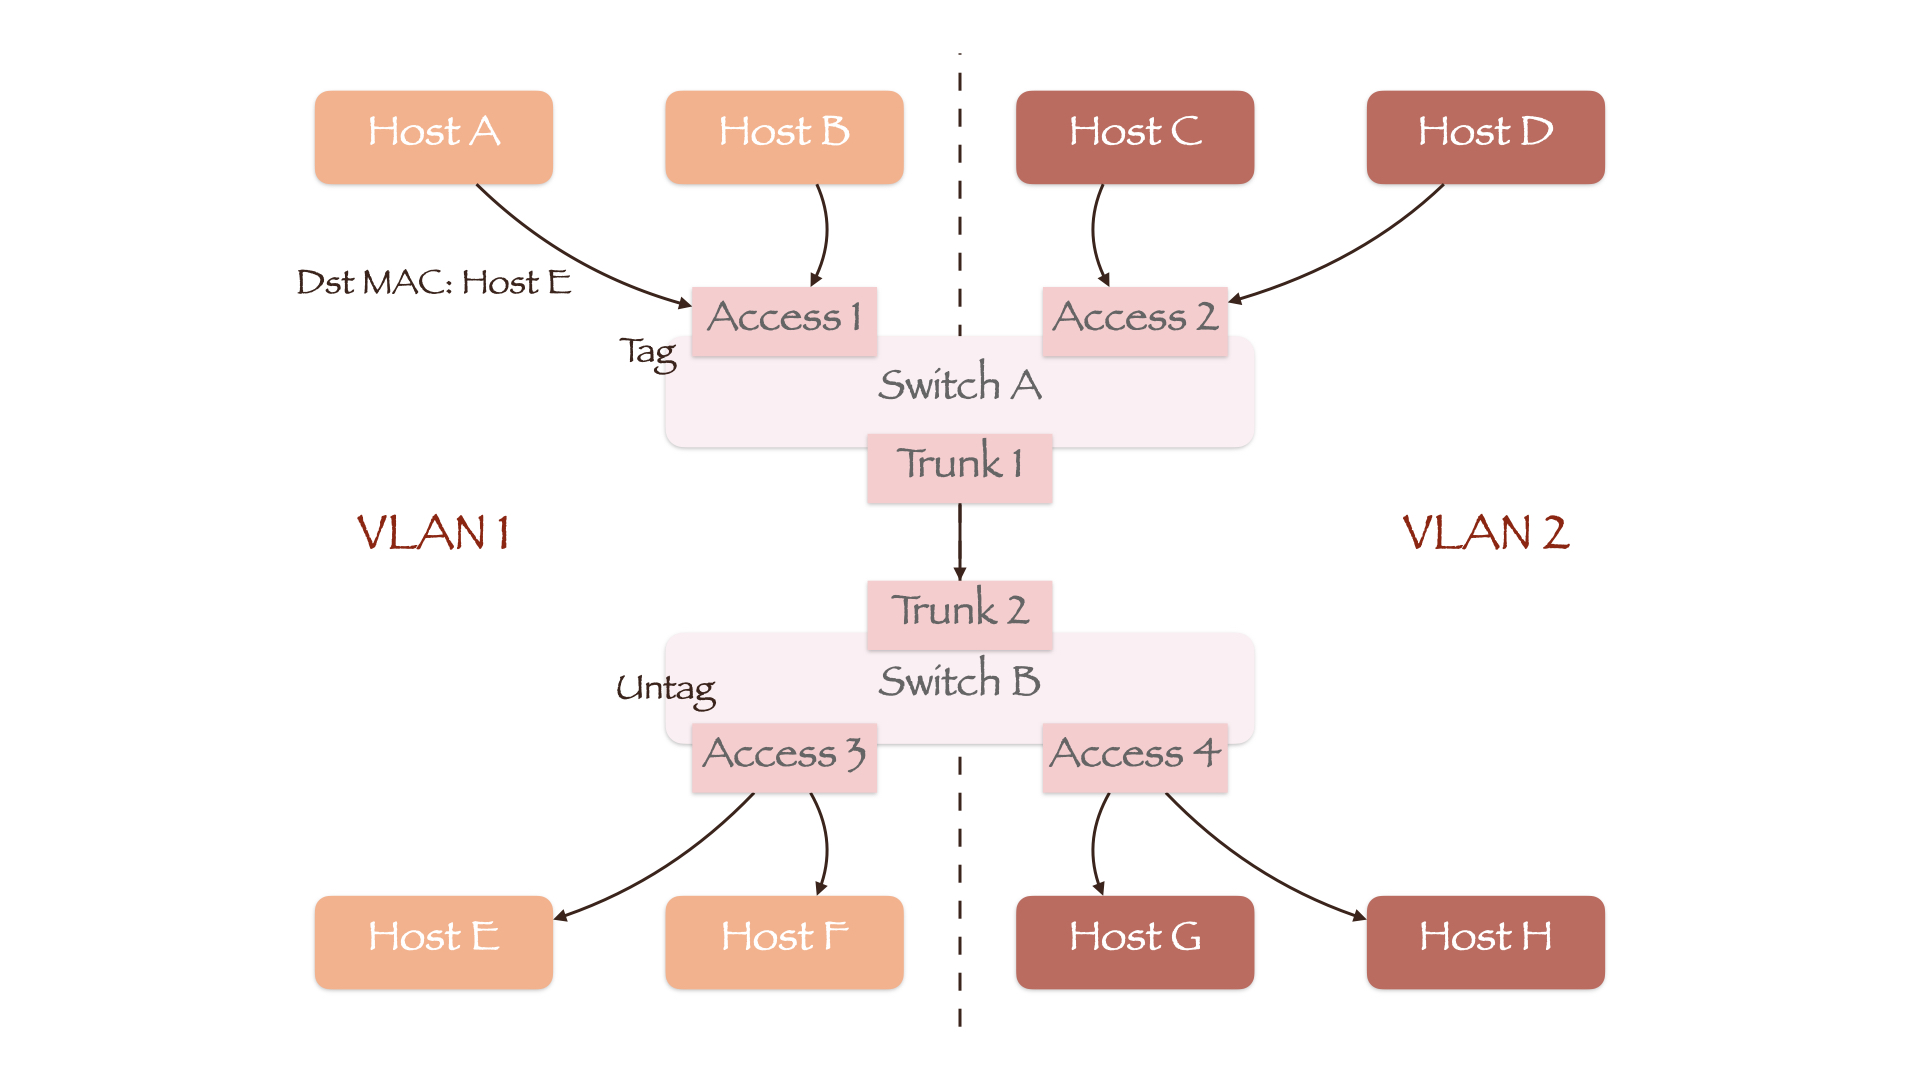 Host A
Host B
Host C
Host D
Dst MAC: Host E
Access 1
Access 2
Tag
Switch A
Trunk 1
VLAN 1
VLAN 2
Trunk 2
Switch B
Untag
Access 3
Access 4
Host E
Host F
Host G
Host H